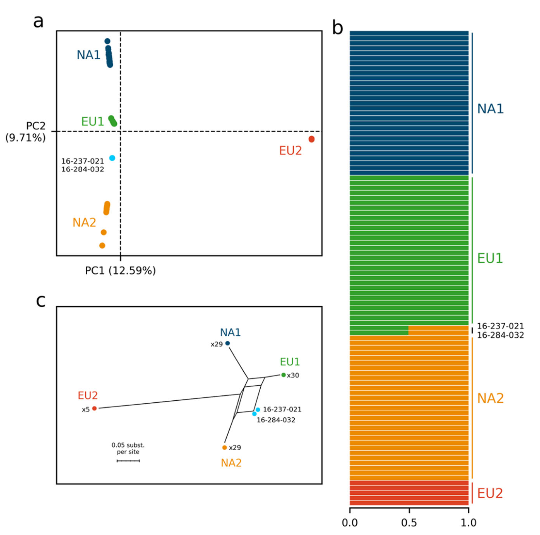 a
NA1
EU1
PC2
(9.71%)
EU2
16-237-021
16-284-032
NA2
PC1 (12.59%)
b
NA1
EU1
16-237-021
16-284-032
NA2
EU2
0.0
0.5
1.0
c
NA1
x29
EU1
x30
EU2
x5
16-237-021
16-284-032
0.05 subst.
per site
x29
NA2